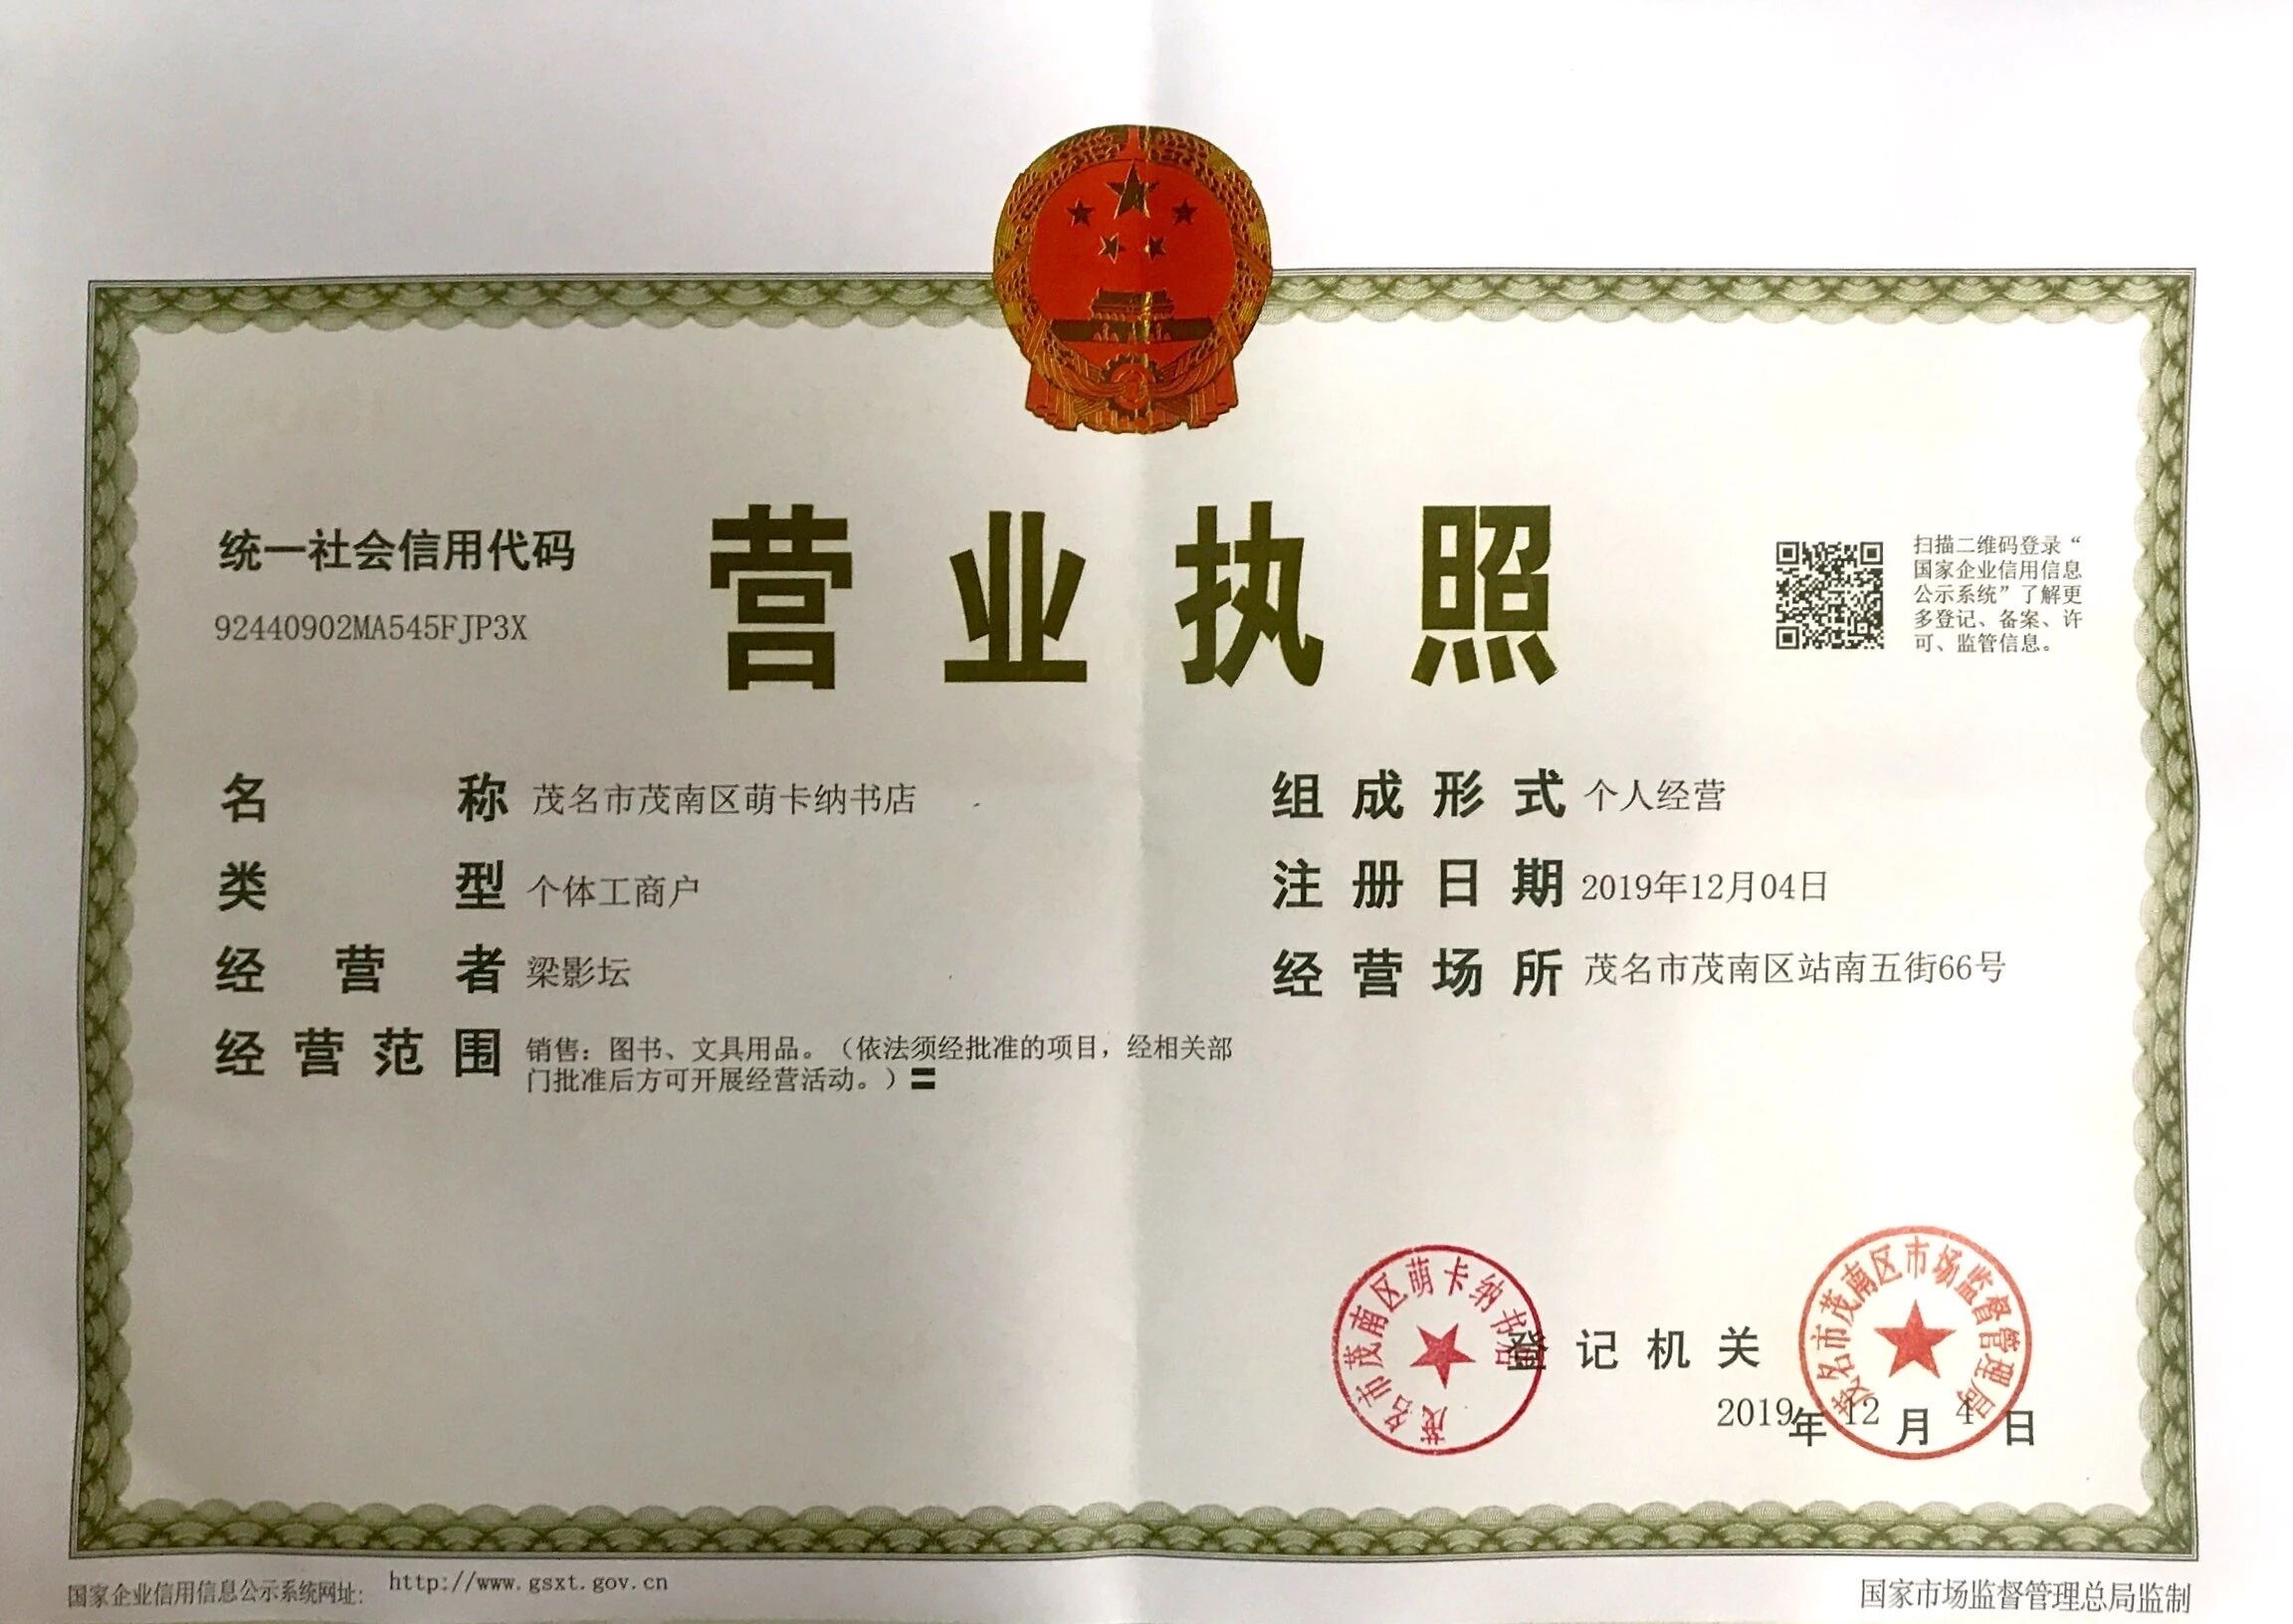 统一社会信用代码
92440902MA545FJP3X
营业执照
扫描二维码登录“
国家企业信用信息
公示系统”了解更
多登记、备案、许
可、监管信息。
名称 茂名市茂南区萌卡纳书店
类型 个体工商户
经营者 梁影坛
经营范围 销售：图书、文具用品。（依法须经批准的项目，经相关部
门批准后方可开展经营活动。）〓
组成形式 个人经营
注册日期 2019年12月04日
经营场所 茂名市茂南区站南五街66号
茂名市茂南区萌卡纳书店
登记机关
茂名市茂南区市场监督管理局
2019年12月4日
国家企业信用信息公示系统网址: http://www.gsxt.gov.cn
国家市场监督管理总局监制